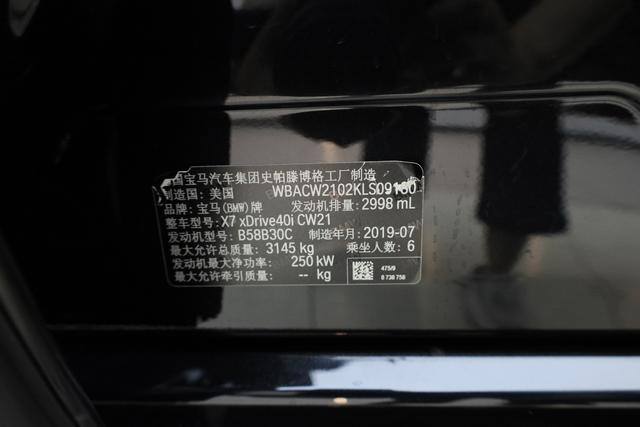 国宝马汽车集团史帕滕博格工厂制造
制造国: 美国 WBACW2102KLS09160
品牌: 宝马(BMW)牌 发动机排量: 2998 mL
整车型号: X7 xDrive40i CW21
发动机型号: B58B30C 制造年月: 2019-07
最大允许总质量: 3145 kg 乘坐人数: 6
发动机最大净功率: 250 kW
最大允许牵引质量: -- kg
475/9
8 738 758